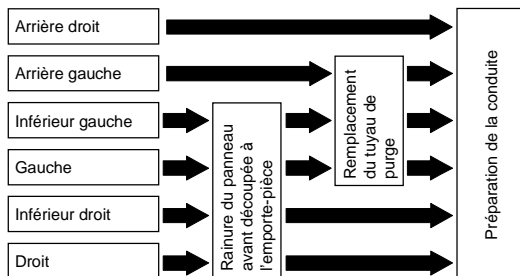 Arrière droit
Arrière gauche
Inférieur gauche
Gauche
Inférieur droit
Droit
Rainure du panneau
avant découpée à
l'emporte-pièce
Remplacement
du tuyau de
purge
Préparation de la conduite